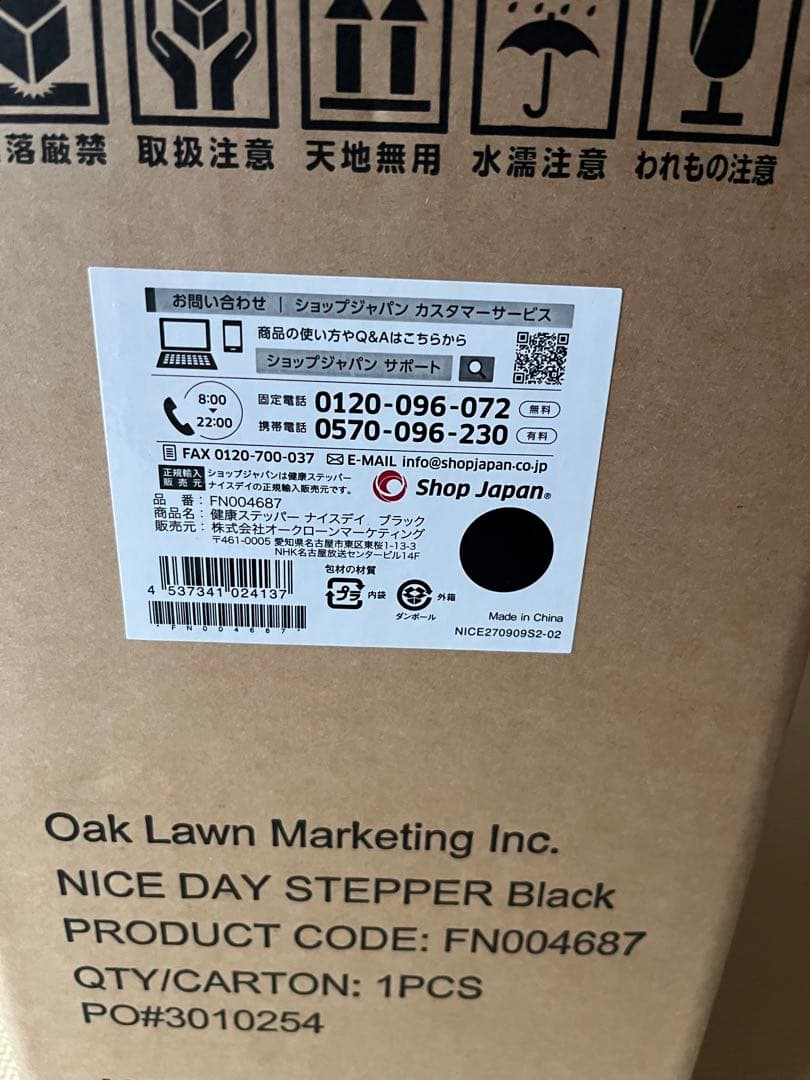 落厳禁 取扱注意 天地無用 水濡注意 われもの注意
お問い合わせ | ショップジャパン カスタマーサービス
商品の使い方やQ&Aはこちらから
ショップジャパン サポート
8:00
22:00
固定電話 0120-096-072 無料
携帯電話 0570-096-230 有料
FAX 0120-700-037 E-MAIL info@shopjapan.co.jp
正規輸入
販売元
ショップジャパンは健康ステッパー
ナイスデイの正規輸入販売元です。
Shop Japan®
品 番：FN004687
商品名：健康ステッパー ナイスデイ ブラック
販売元：株式会社オークローンマーケティング
〒461-0005 愛知県名古屋市東区東桜1-13-3
NHK名古屋放送センタービル14F
包材の材質
プラ 内袋
外箱
ダンボール
4 537341 024137
*FN004687*
Made in China
NICE270909S2-02
Oak Lawn Marketing Inc.
NICE DAY STEPPER Black
PRODUCT CODE: FN004687
QTY/CARTON: 1PCS
PO#3010254